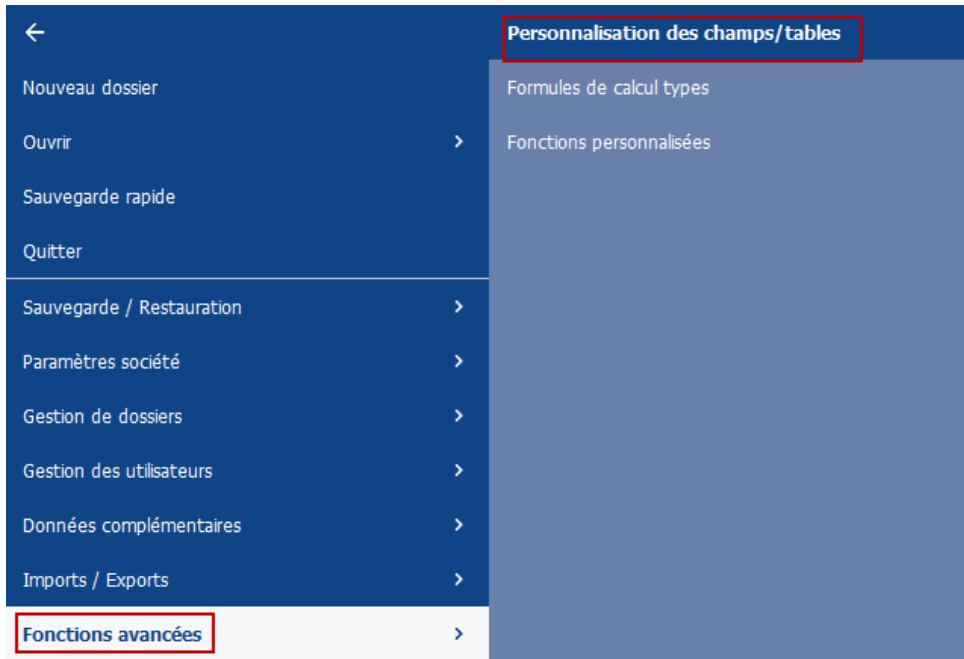 Nouveau dossier
Ouvrir
Sauvegarde rapide
Quitter
Sauvegarde / Restauration
Paramètres société
Gestion de dossiers
Gestion des utilisateurs
Données complémentaires
Imports / Exports
Fonctions avancées
Personnalisation des champs/tables
Formules de calcul types
Fonctions personnalisées